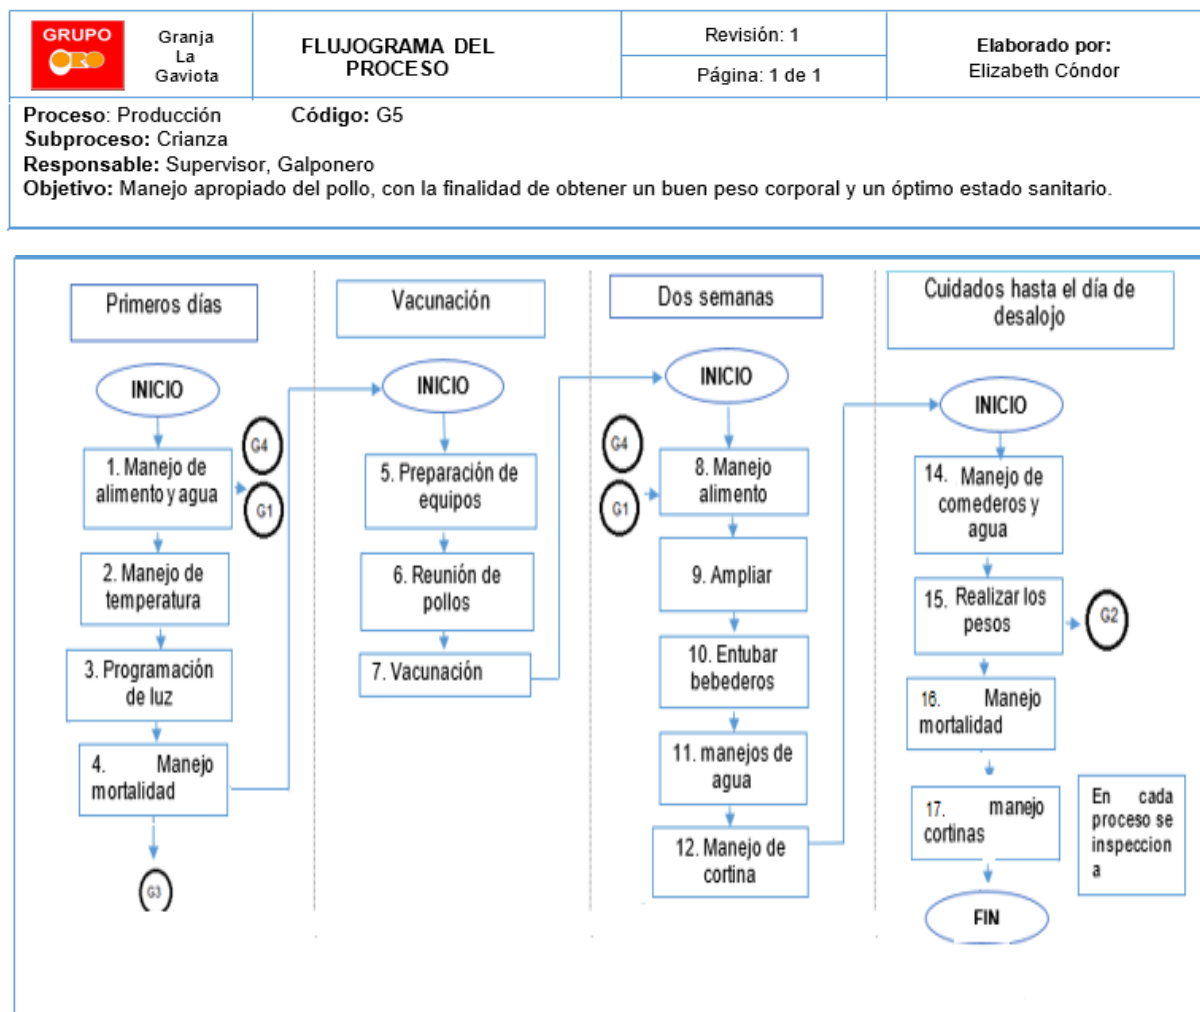 GRUPO
ORO
Granja
La
Gaviota
FLUJOGRAMA DEL
PROCESO
Revisión: 1
Página: 1 de 1
Elaborado por:
Elizabeth Cóndor
Proceso: Producción Código: G5
Subproceso: Crianza
Responsable: Supervisor, Galponero
Objetivo: Manejo apropiado del pollo, con la finalidad de obtener un buen peso corporal y un óptimo estado sanitario.
Primeros días
INICIO
G4
1. Manejo de
alimento y agua
G1
2. Manejo de
temperatura
3. Programación
de luz
4. Manejo
mortalidad
G3
Vacunación
INICIO
5. Preparación de
equipos
6. Reunión de
pollos
7. Vacunación
Dos semanas
INICIO
G4
G1
8. Manejo
alimento
9. Ampliar
10. Entubar
bebederos
11. manejos de
agua
12. Manejo de
cortina
Cuidados hasta el día de
desalojo
INICIO
14. Manejo de
comederos y
agua
15. Realizar los
pesos
G2
16. Manejo
mortalidad
17. manejo
cortinas
FIN
En cada
proceso se
inspeccion
a